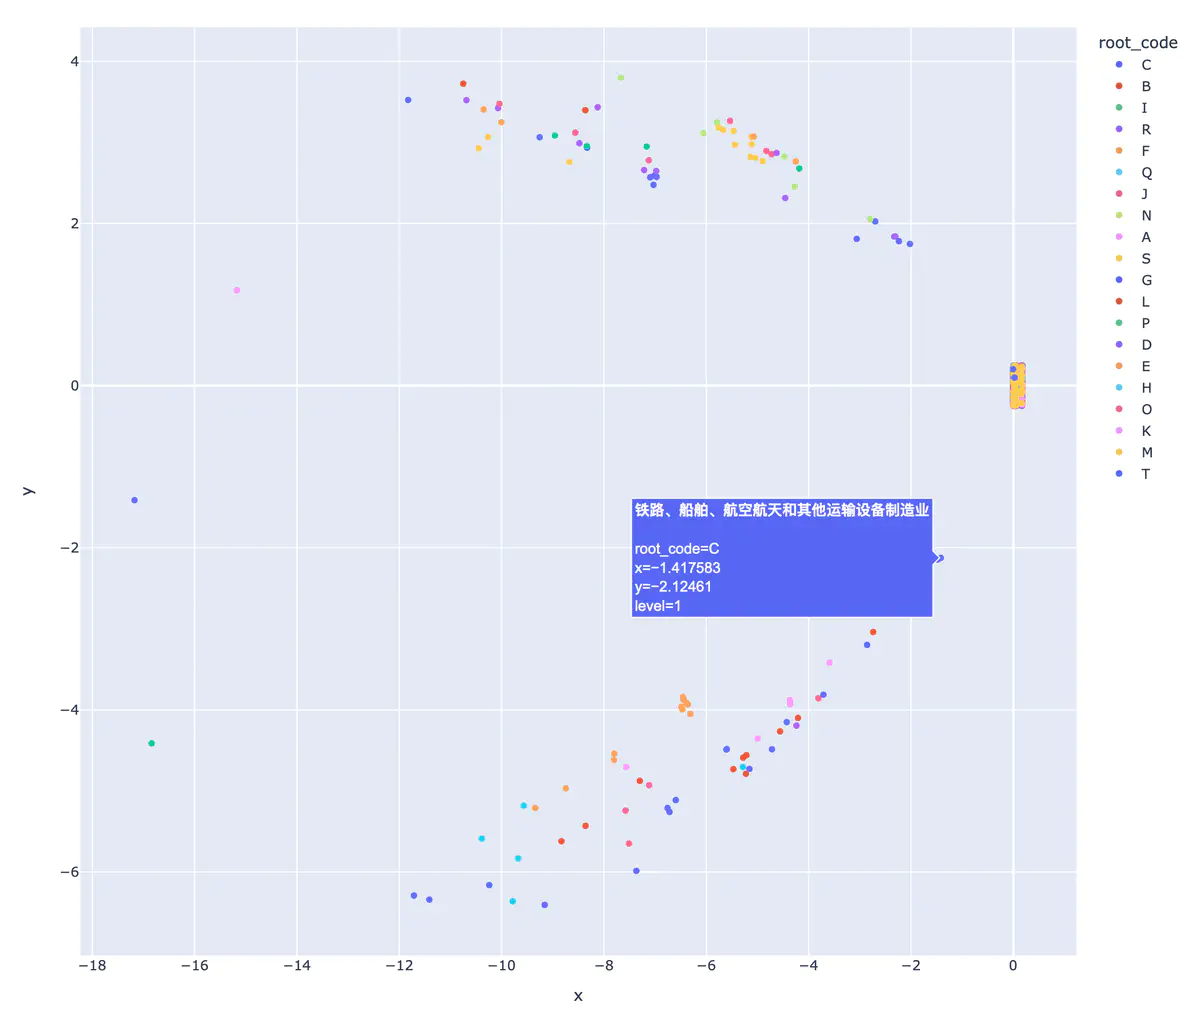 root_code
C
B
I
R
F
Q
J
N
A
S
G
L
P
D
E
H
O
K
M
T
4
2
0
−2
−4
−6
y
铁路、船舶、航空航天和其他运输设备制造业
root_code=C
x=−1.417583
y=−2.12461
level=1
−18
−16
−14
−12
−10
−8
−6
−4
−2
0
x